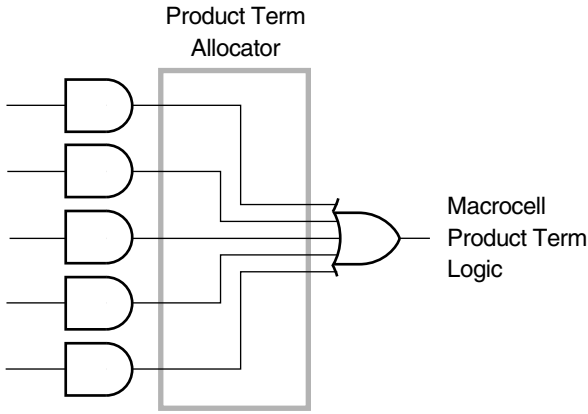 Product Term
Allocator
Macrocell
Product Term
Logic